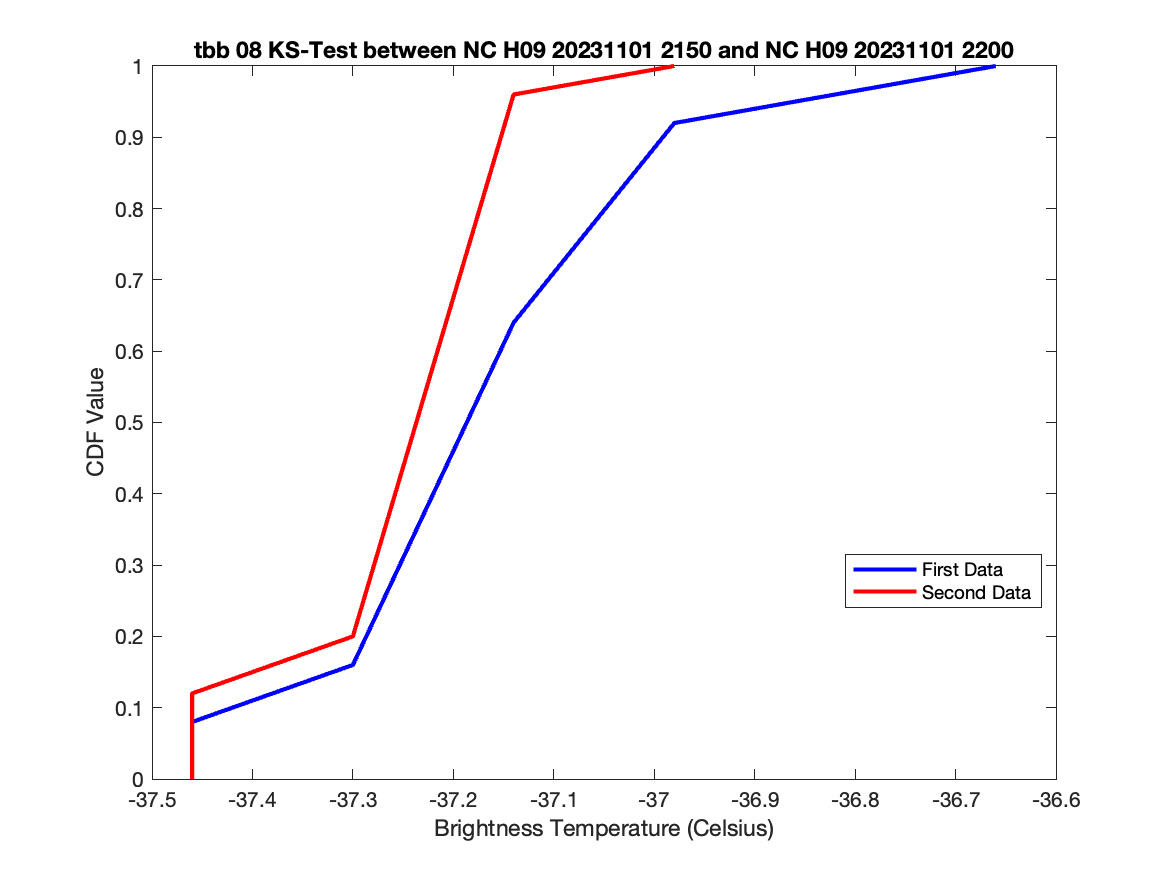 tbb 08 KS-Test between NC H09 20231101 2150 and NC H09 20231101 2200
1
0.9
0.8
0.7
0.6
0.5
0.4
0.3
0.2
0.1
0
CDF Value
First Data
Second Data
-37.5 -37.4 -37.3 -37.2 -37.1 -37 -36.9 -36.8 -36.7 -36.6
Brightness Temperature (Celsius)